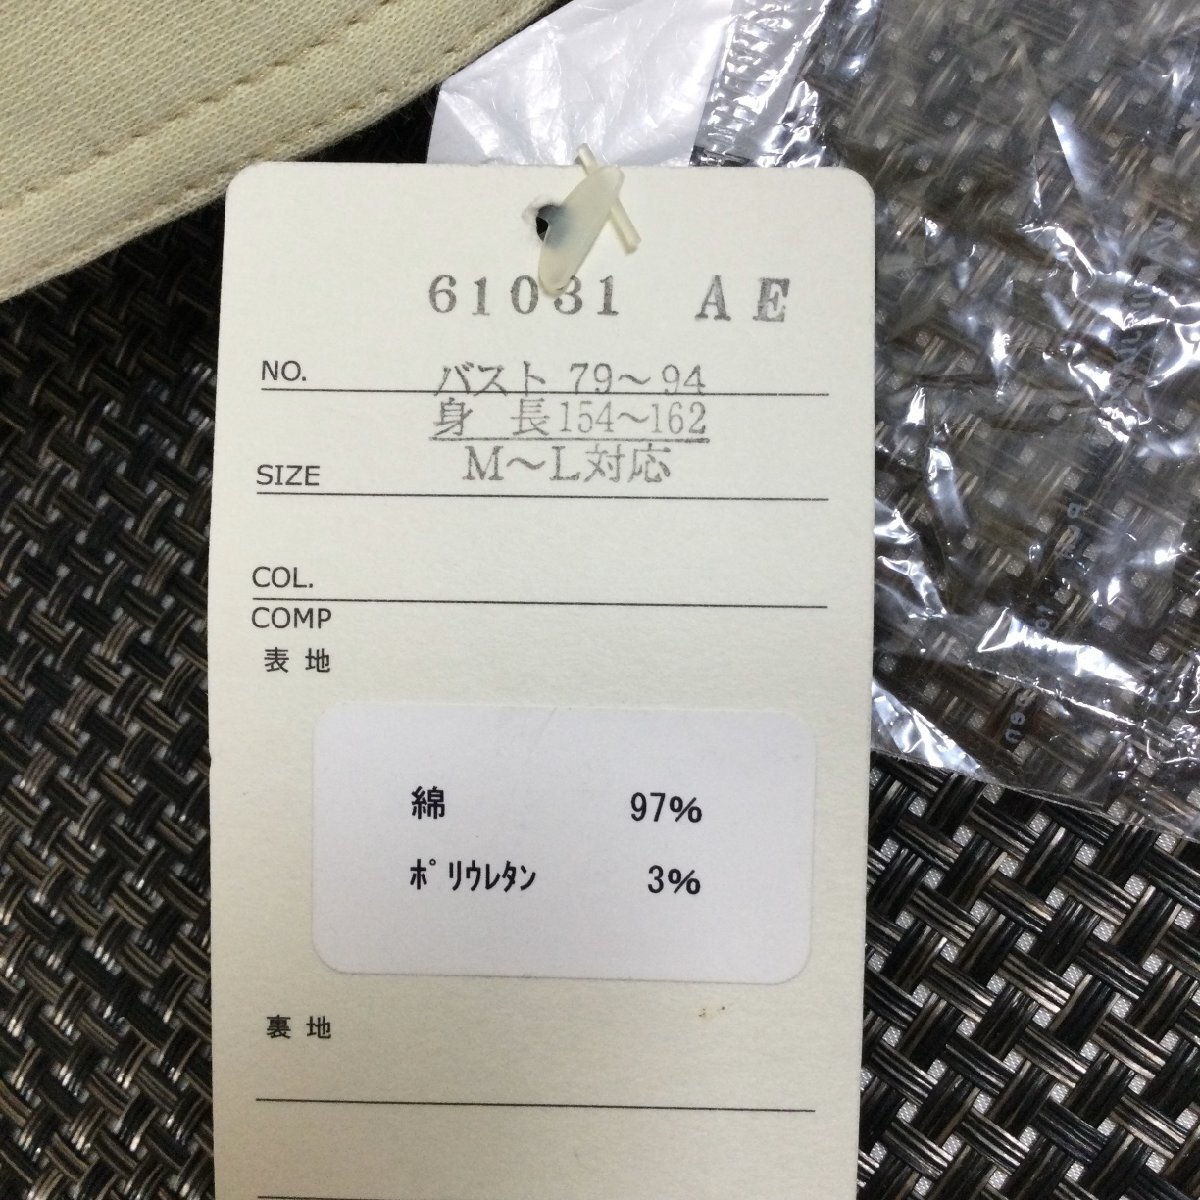 61031 AE
NO.
バスト 79〜94
身 長154〜162
SIZE
M〜L対応
COL.
COMP
表地
綿 97%
ﾎﾟﾘｳﾚﾀﾝ 3%
裏地